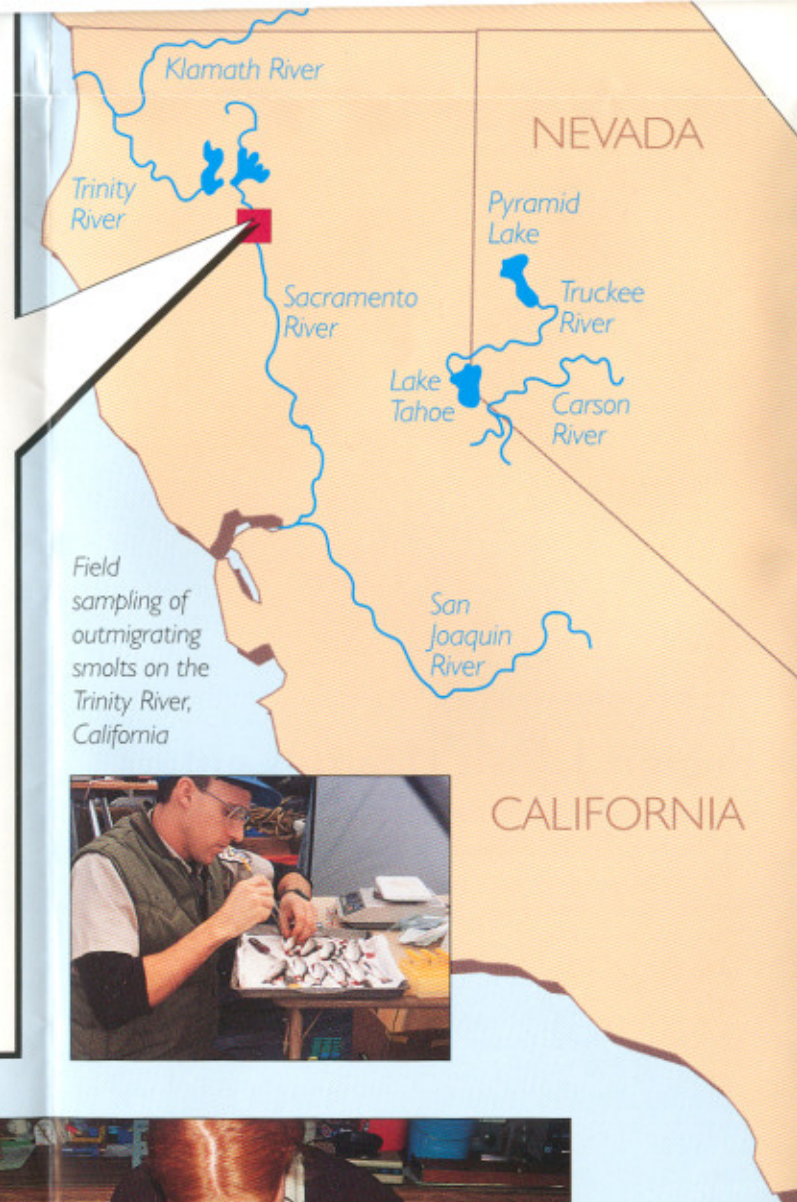 Klamath River
NEVADA
Trinity
River
Pyramid
Lake
Sacramento
River
Truckee
River
Lake
Tahoe
Carson
River
Field
sampling of
outmigrating
smolts on the
Trinity River,
California
San
Joaquin
River
CALIFORNIA